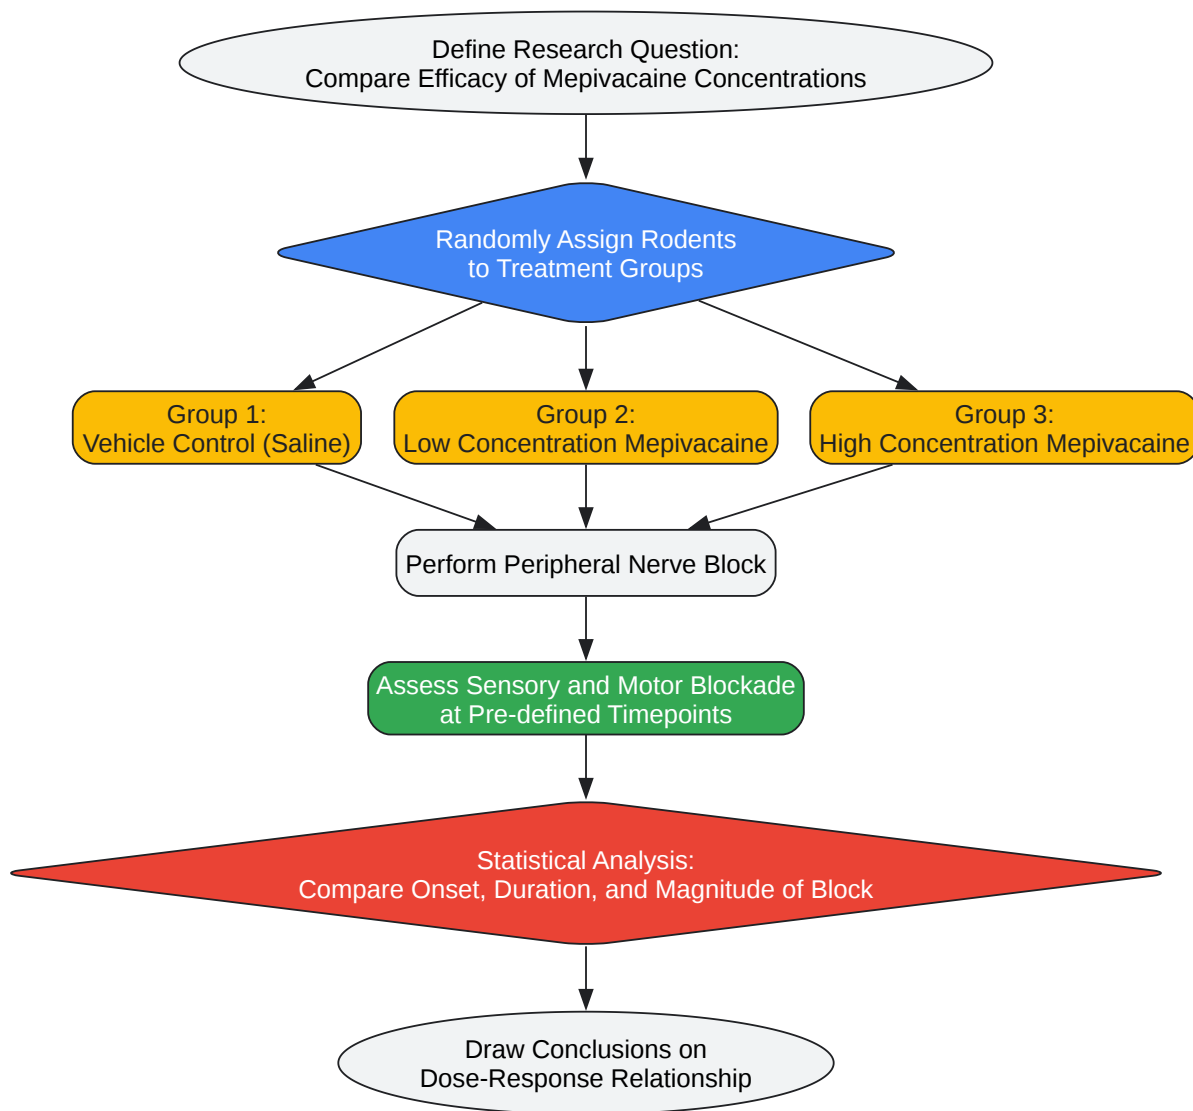 Define Research Question:
Compare Efficacy of Mepivacaine Concentrations
Randomly Assign Rodents
to Treatment Groups
Group 1:
Vehicle Control (Saline)
Group 2:
Low Concentration Mepivacaine
Group 3:
High Concentration Mepivacaine
Perform Peripheral Nerve Block
Assess Sensory and Motor Blockade
at Pre-defined Timepoints
Statistical Analysis:
Compare Onset, Duration, and Magnitude of Block
Draw Conclusions on
Dose-Response Relationship